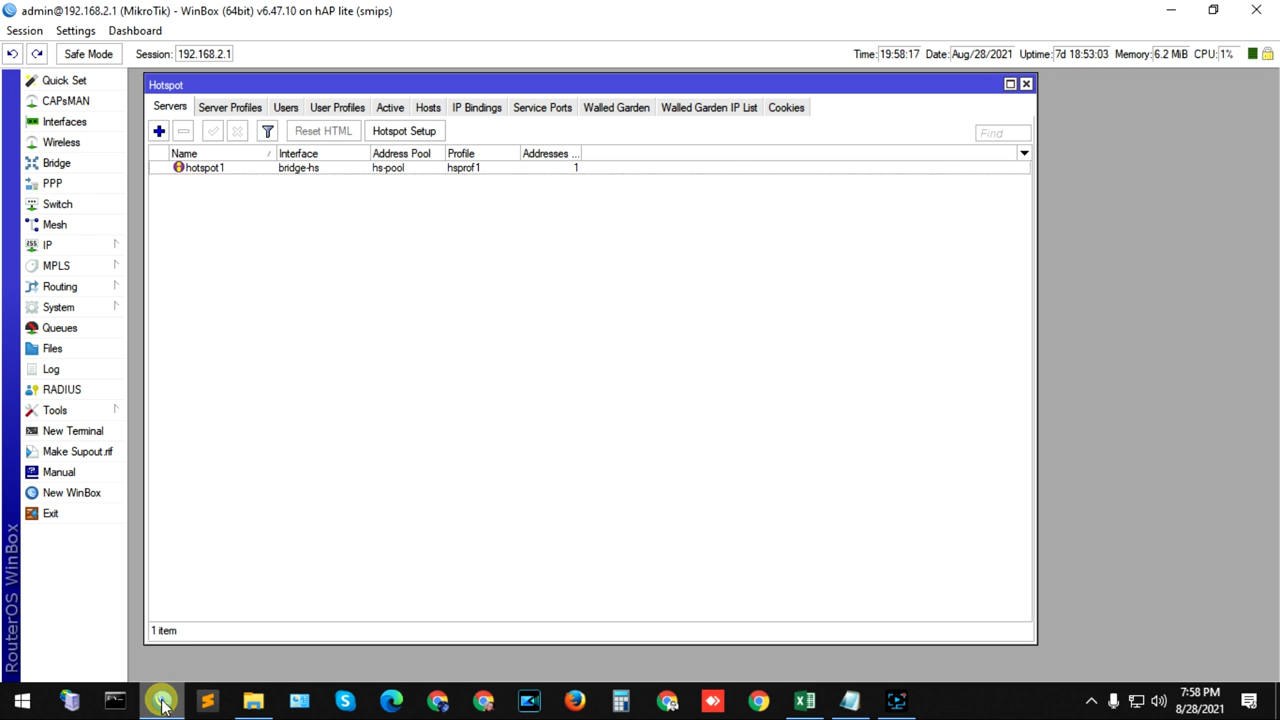 admin@192.168.2.1 (MikroTik) - WinBox (64bit) v6.47.10 on hAP lite (smips)
Session Settings Dashboard
Safe Mode Session: 192.168.2.1 Time: 19:58:17 Date: Aug/28/2021 Uptime: 7d 18:53:03 Memory: 6.2 MiB CPU: 1%
Quick Set
CAPsMAN
Interfaces
Wireless
Bridge
PPP
Switch
Mesh
IP
MPLS
Routing
System
Queues
Files
Log
RADIUS
Tools
New Terminal
Make Supout.rif
Manual
New WinBox
Exit
RouterOS WinBox
Hotspot
Servers Server Profiles Users User Profiles Active Hosts IP Bindings Service Ports Walled Garden Walled Garden IP List Cookies
Reset HTML Hotspot Setup Find
Name Interface Address Pool Profile Addresses ...
hotspot1 bridge-hs hs-pool hsprof1 1
1 item
7:58 PM
8/28/2021